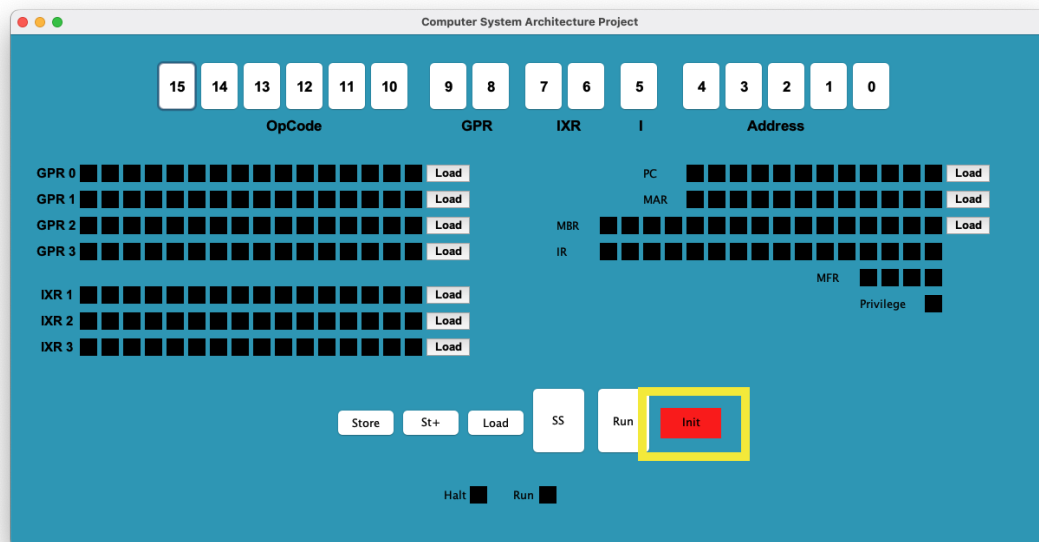 Computer System Architecture Project
15 14 13 12 11 10 9 8 7 6 5 4 3 2 1 0
OpCode GPR IXR I Address
GPR 0 Load PC Load
GPR 1 Load MAR Load
GPR 2 Load MBR Load
GPR 3 Load IR
MFR
IXR 1 Load
Privilege
IXR 2 Load
IXR 3 Load
Store St+ Load SS Run Init
Halt Run